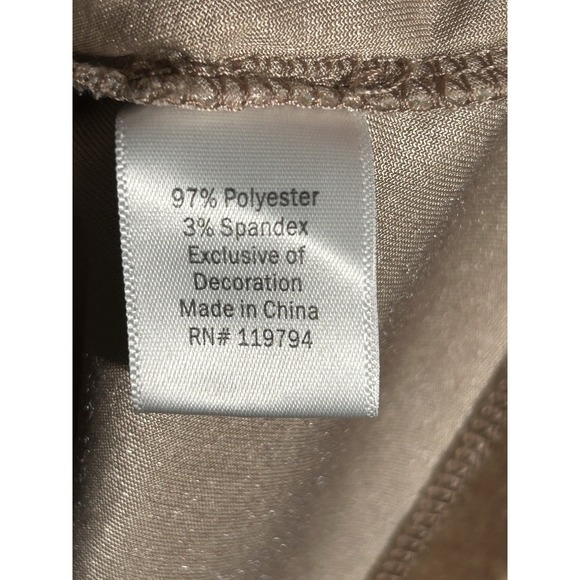 97% Polyester
3% Spandex
Exclusive of
Decoration
Made in China
RN# 119794